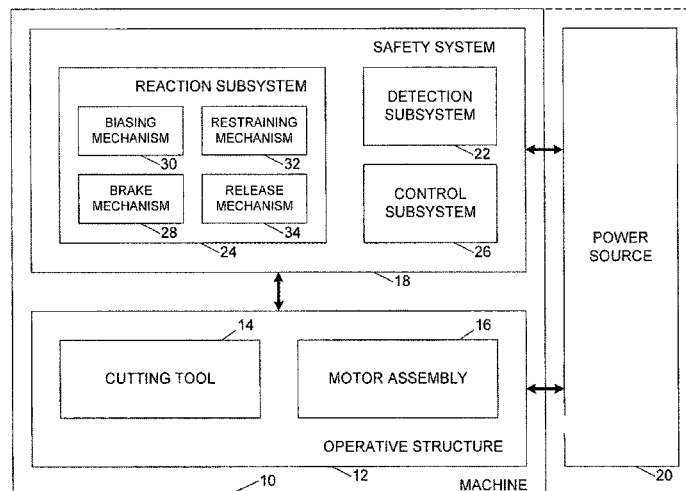 SAFETY SYSTEM
REACTION SUBSYSTEM
BIASING
MECHANISM
30
RESTRAINING
MECHANISM
32
BRAKE
MECHANISM
28
RELEASE
MECHANISM
34
24
DETECTION
SUBSYSTEM
22
CONTROL
SUBSYSTEM
26
18
POWER
SOURCE
14
CUTTING TOOL
16
MOTOR ASSEMBLY
OPERATIVE STRUCTURE
12
10
MACHINE
20